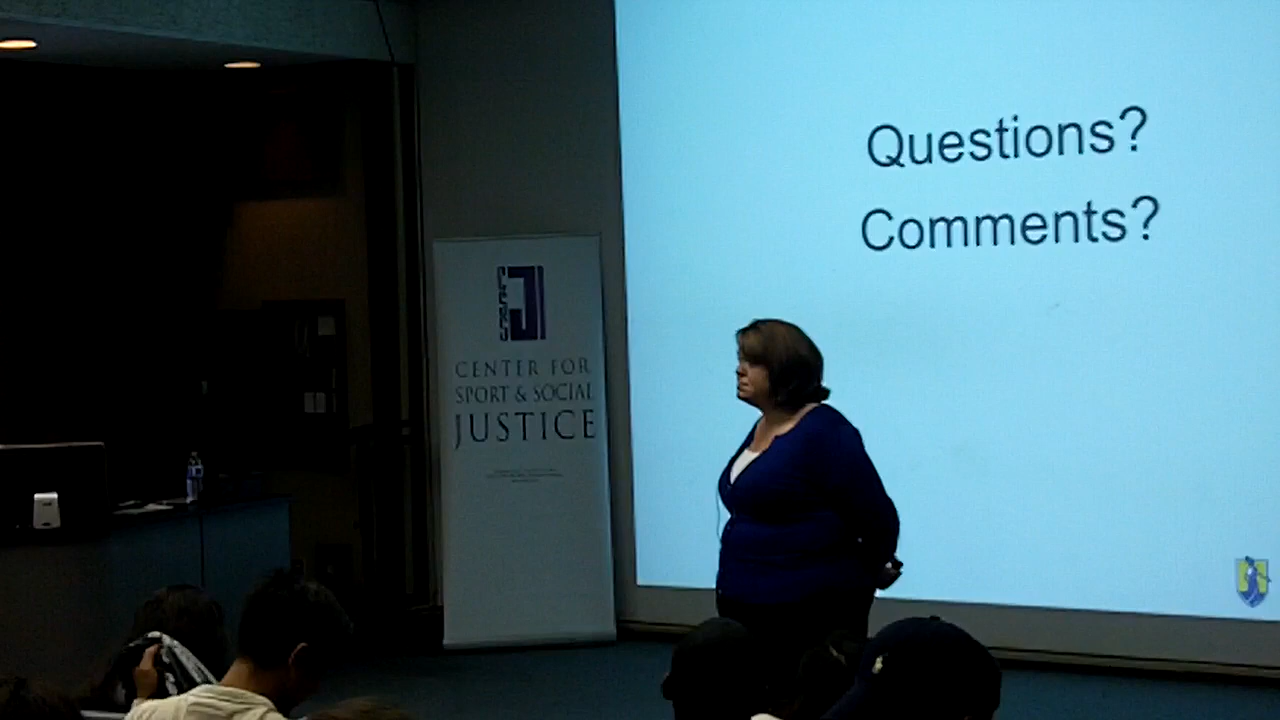 Questions?
Comments?
CENTER FOR
SPORT & SOCIAL
JUSTICE